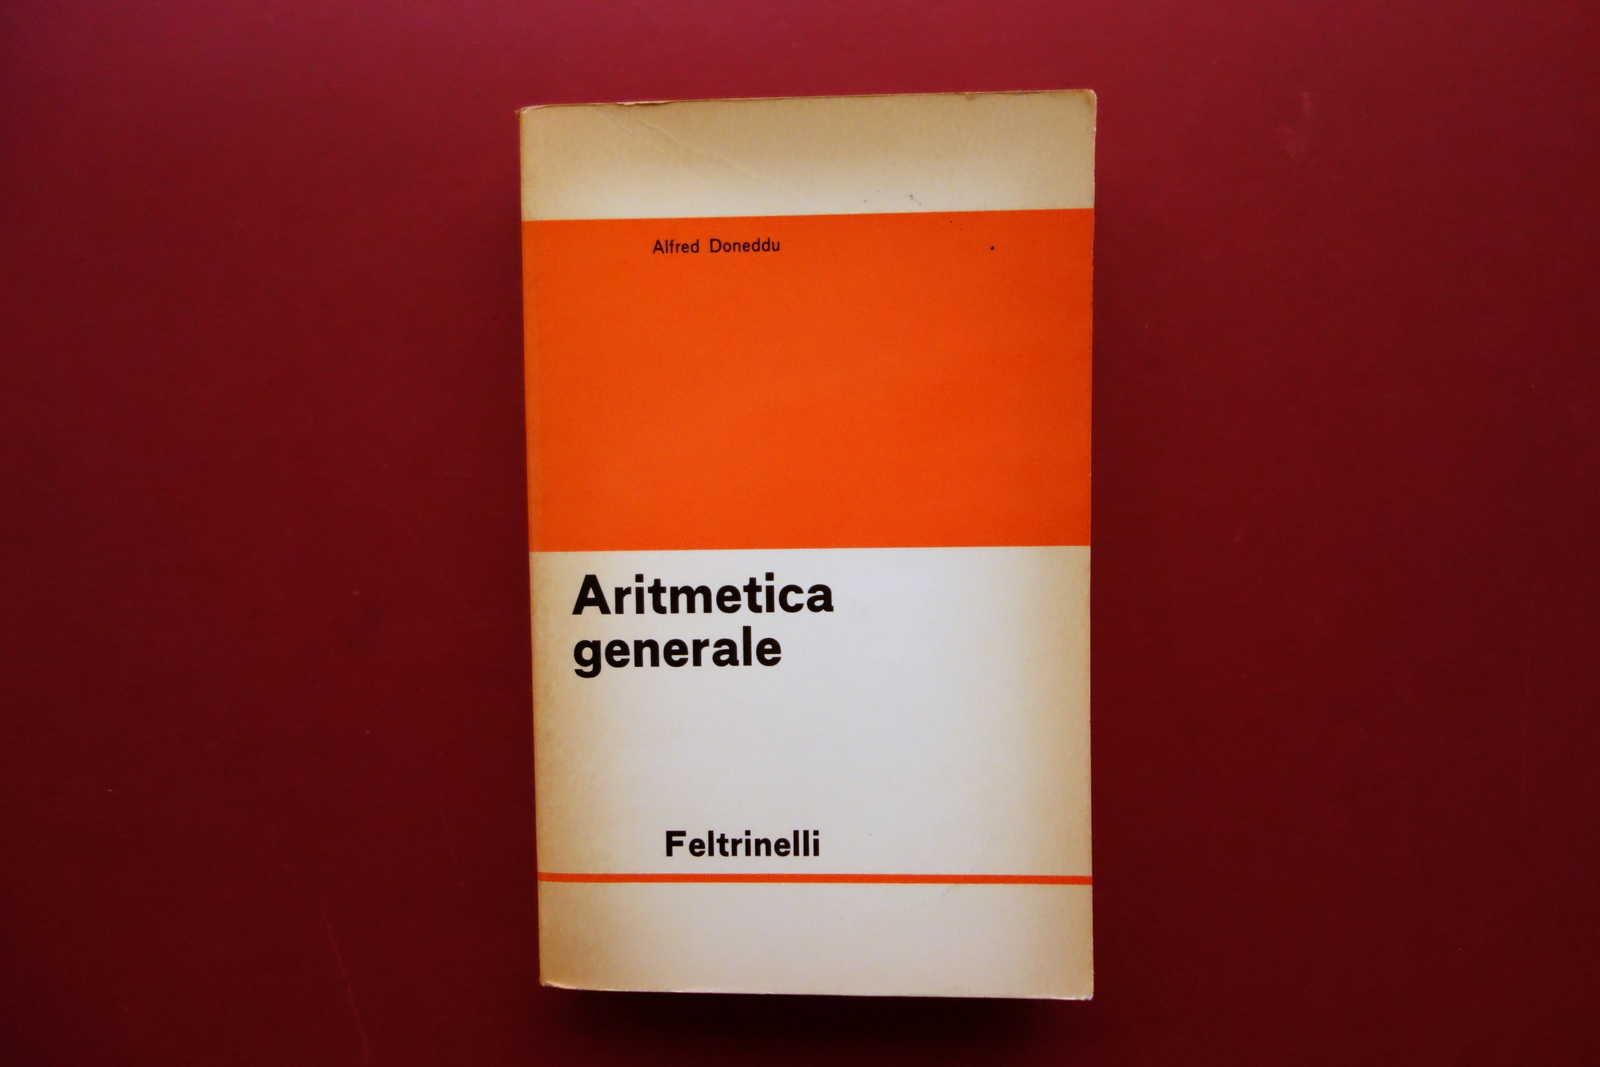 Alfred Doneddu
Aritmetica
generale
Feltrinelli